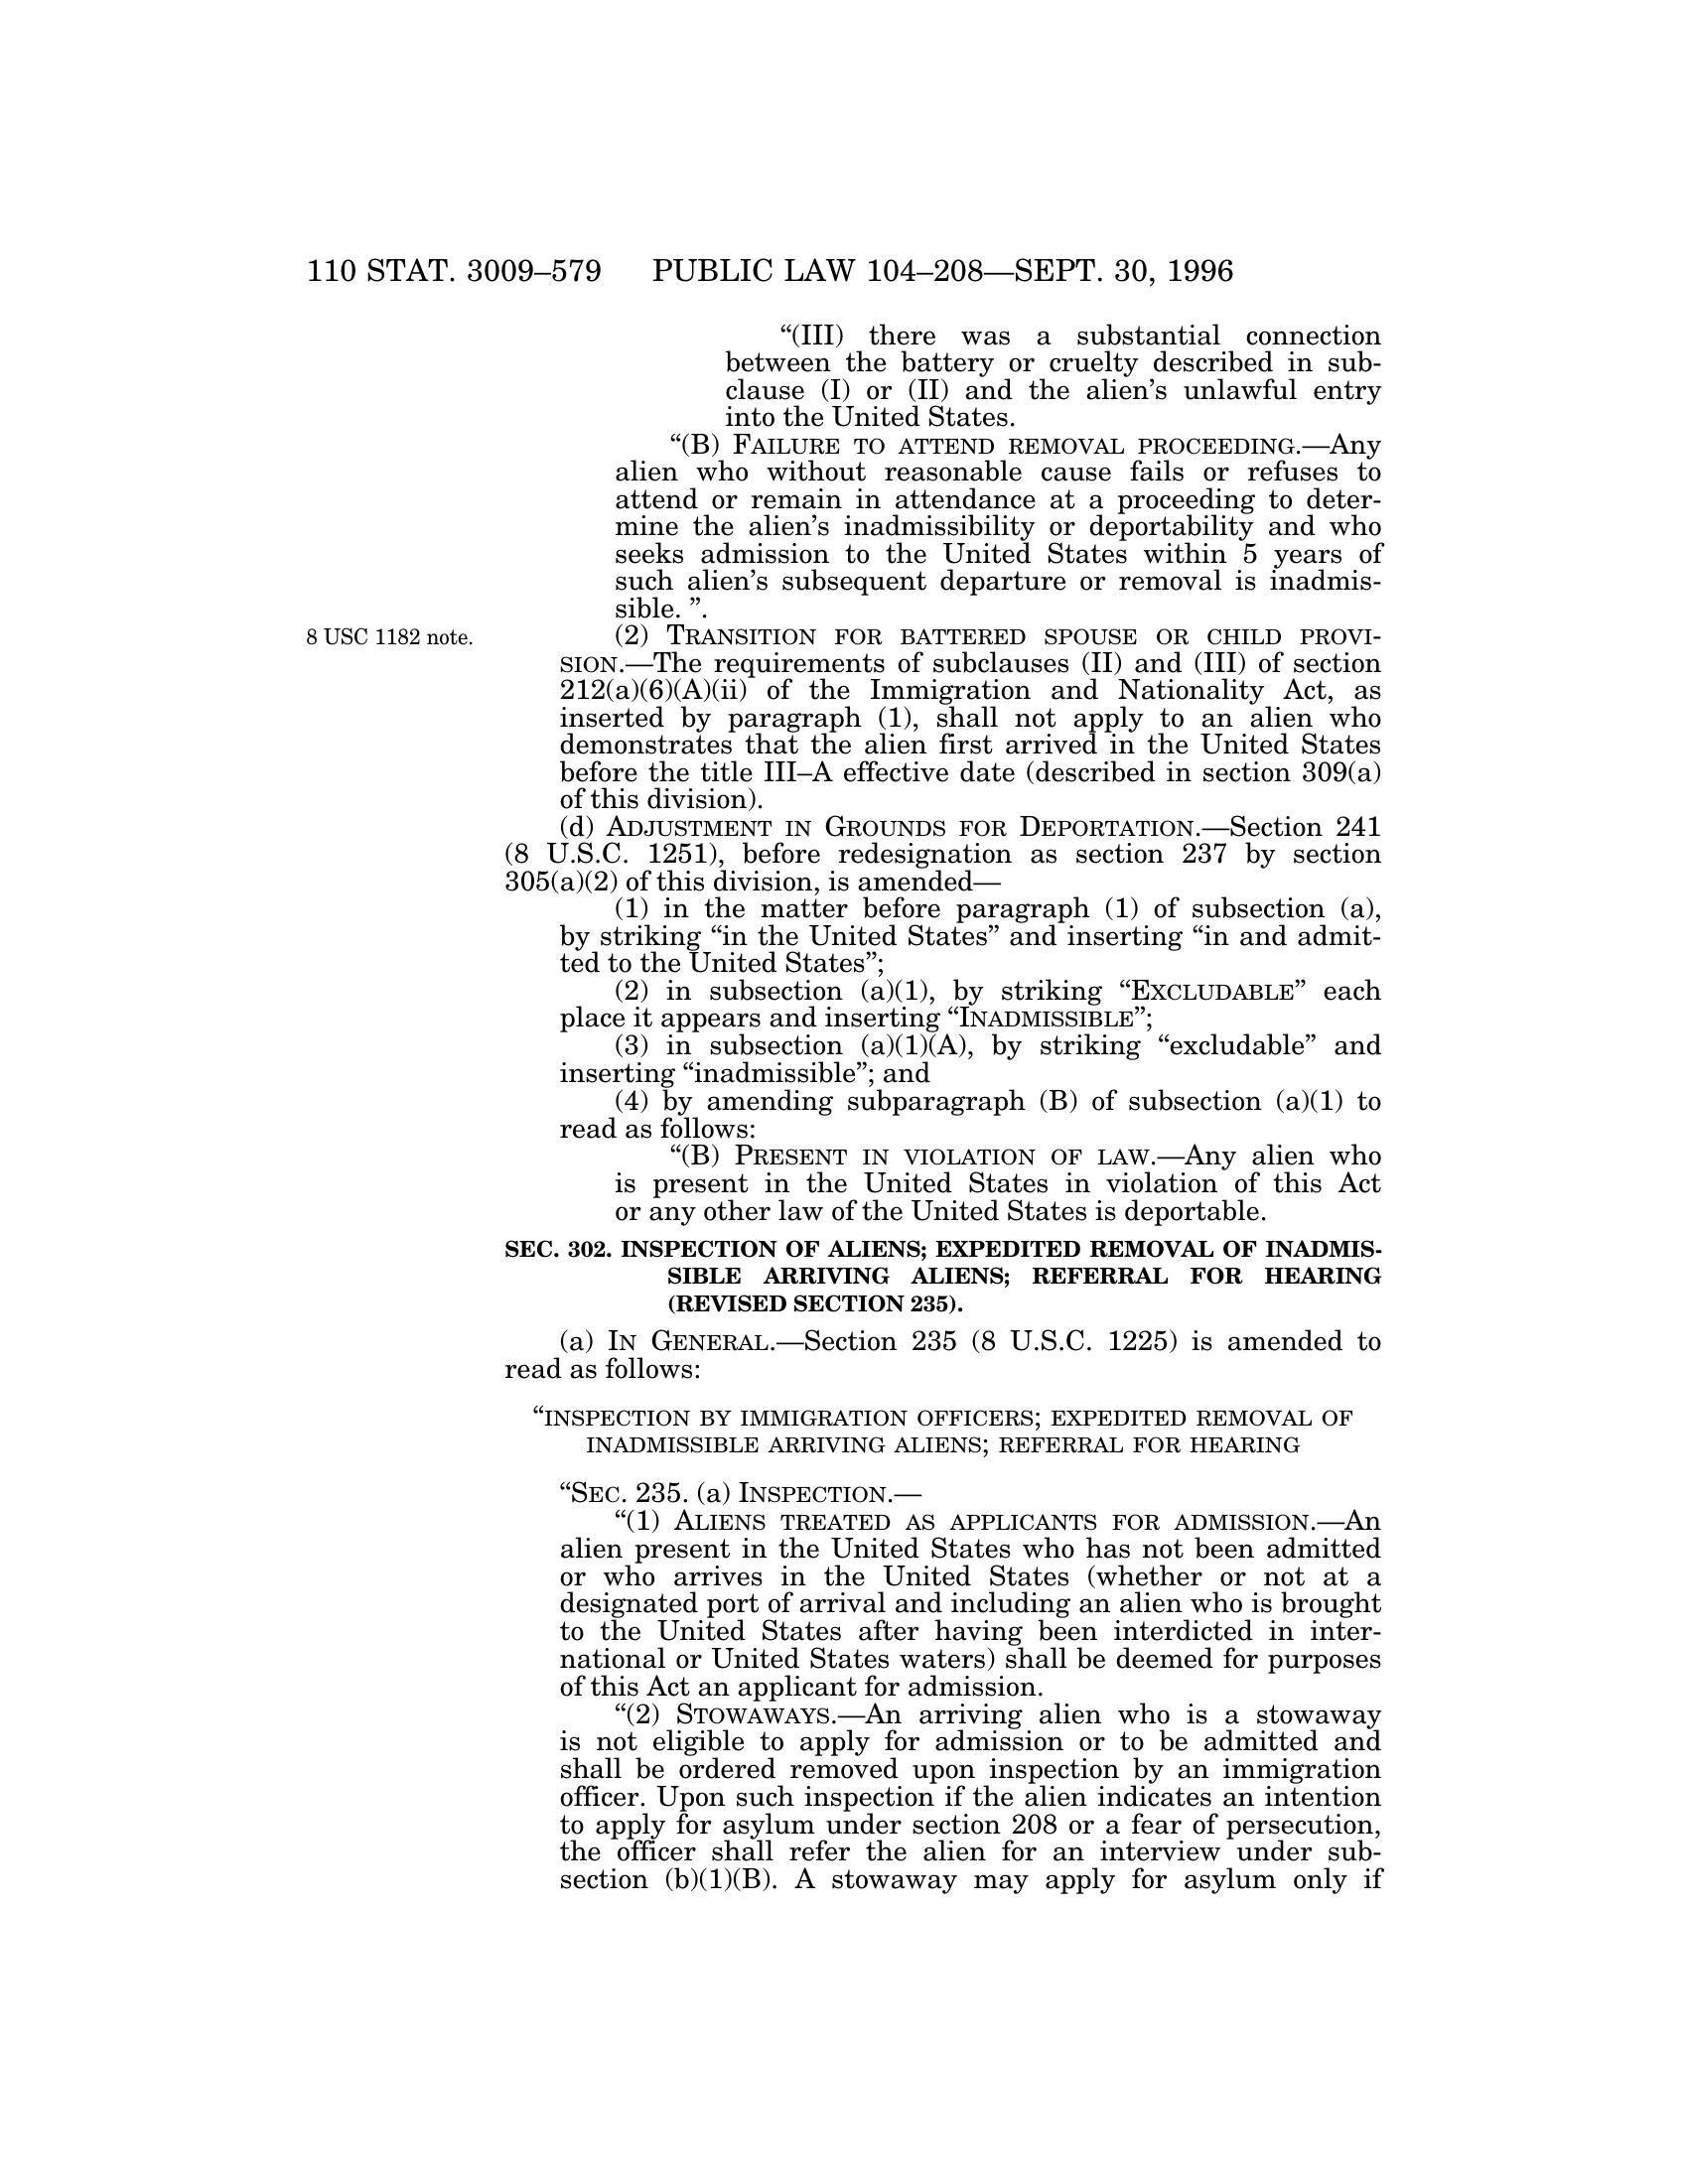 110 STAT. 3009–579 PUBLIC LAW 104–208—SEPT. 30, 1996
“(III) there was a substantial connection
between the battery or cruelty described in sub-
clause (I) or (II) and the alien’s unlawful entry
into the United States.
“(B) FAILURE TO ATTEND REMOVAL PROCEEDING.—Any
alien who without reasonable cause fails or refuses to
attend or remain in attendance at a proceeding to deter-
mine the alien’s inadmissibility or deportability and who
seeks admission to the United States within 5 years of
such alien’s subsequent departure or removal is inadmis-
sible. ”.
8 USC 1182 note.
(2) TRANSITION FOR BATTERED SPOUSE OR CHILD PROVI-
SION.—The requirements of subclauses (II) and (III) of section
212(a)(6)(A)(ii) of the Immigration and Nationality Act, as
inserted by paragraph (1), shall not apply to an alien who
demonstrates that the alien first arrived in the United States
before the title III–A effective date (described in section 309(a)
of this division).
(d) ADJUSTMENT IN GROUNDS FOR DEPORTATION.—Section 241
(8 U.S.C. 1251), before redesignation as section 237 by section
305(a)(2) of this division, is amended—
(1) in the matter before paragraph (1) of subsection (a),
by striking “in the United States” and inserting “in and admit-
ted to the United States”;
(2) in subsection (a)(1), by striking “EXCLUDABLE” each
place it appears and inserting “INADMISSIBLE”;
(3) in subsection (a)(1)(A), by striking “excludable” and
inserting “inadmissible”; and
(4) by amending subparagraph (B) of subsection (a)(1) to
read as follows:
“(B) PRESENT IN VIOLATION OF LAW.—Any alien who
is present in the United States in violation of this Act
or any other law of the United States is deportable.
SEC. 302. INSPECTION OF ALIENS; EXPEDITED REMOVAL OF INADMIS-
SIBLE ARRIVING ALIENS; REFERRAL FOR HEARING
(REVISED SECTION 235).
(a) IN GENERAL.—Section 235 (8 U.S.C. 1225) is amended to
read as follows:
“INSPECTION BY IMMIGRATION OFFICERS; EXPEDITED REMOVAL OF
INADMISSIBLE ARRIVING ALIENS; REFERRAL FOR HEARING
“SEC. 235. (a) INSPECTION.—
“(1) ALIENS TREATED AS APPLICANTS FOR ADMISSION.—An
alien present in the United States who has not been admitted
or who arrives in the United States (whether or not at a
designated port of arrival and including an alien who is brought
to the United States after having been interdicted in inter-
national or United States waters) shall be deemed for purposes
of this Act an applicant for admission.
“(2) STOWAWAYS.—An arriving alien who is a stowaway
is not eligible to apply for admission or to be admitted and
shall be ordered removed upon inspection by an immigration
officer. Upon such inspection if the alien indicates an intention
to apply for asylum under section 208 or a fear of persecution,
the officer shall refer the alien for an interview under sub-
section (b)(1)(B). A stowaway may apply for asylum only if